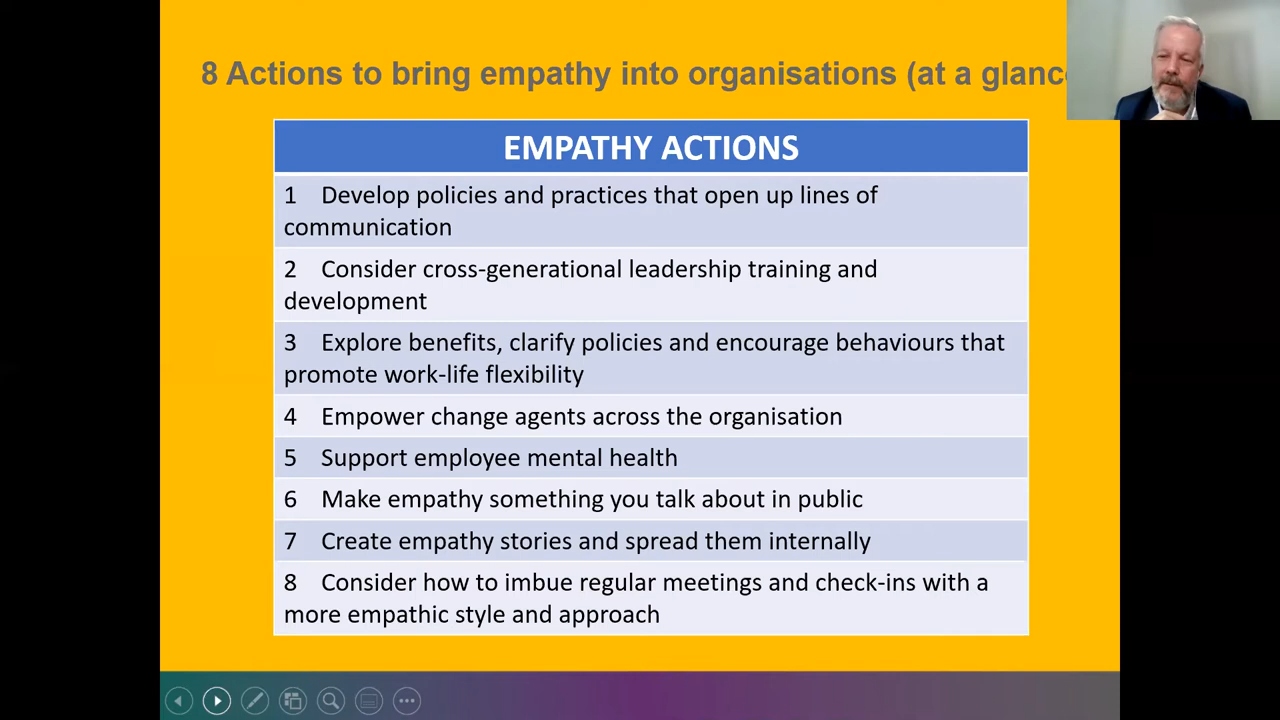 8 Actions to bring empathy into organisations (at a glance
EMPATHY ACTIONS
1 Develop policies and practices that open up lines of
communication
2 Consider cross-generational leadership training and
development
3 Explore benefits, clarify policies and encourage behaviours that
promote work-life flexibility
4 Empower change agents across the organisation
5 Support employee mental health
6 Make empathy something you talk about in public
7 Create empathy stories and spread them internally
8 Consider how to imbue regular meetings and check-ins with a
more empathic style and approach